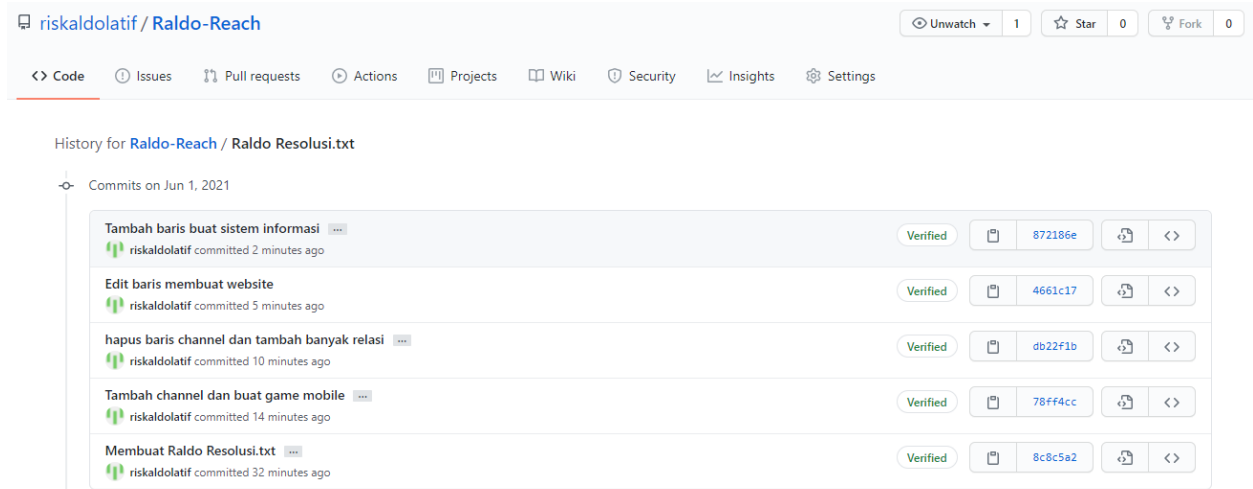 riskaldolatif / Raldo-Reach
Unwatch 1 Star 0 Fork 0
<> Code Issues Pull requests Actions Projects Wiki Security Insights Settings
History for Raldo-Reach / Raldo Resolusi.txt
Commits on Jun 1, 2021
Tambah baris buat sistem informasi ...
riskaldolatif committed 2 minutes ago
Verified 872186e <>
Edit baris membuat website
riskaldolatif committed 5 minutes ago
Verified 4661c17 <>
hapus baris channel dan tambah banyak relasi ...
riskaldolatif committed 10 minutes ago
Verified db22f1b <>
Tambah channel dan buat game mobile ...
riskaldolatif committed 14 minutes ago
Verified 78ff4cc <>
Membuat Raldo Resolusi.txt ...
riskaldolatif committed 32 minutes ago
Verified 8c8c5a2 <>